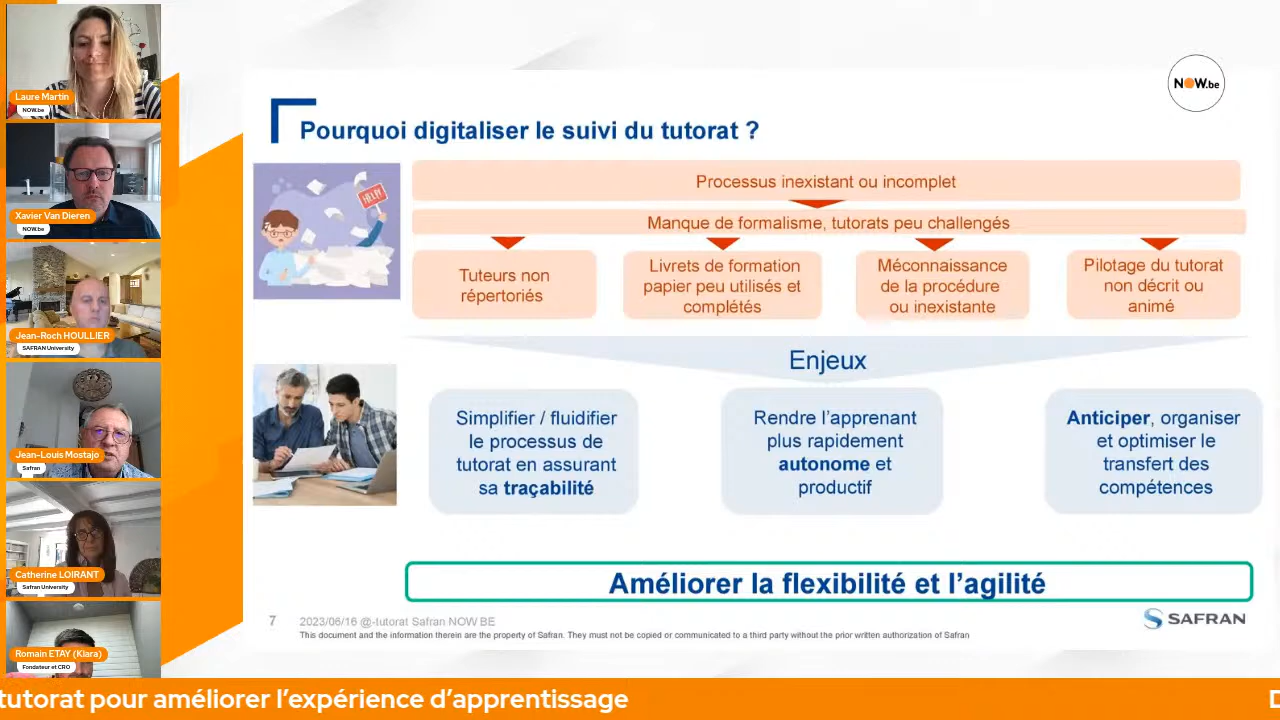 Laure Martin
NOW.be
Xavier Van Dieren
NOW.be
Jean-Roch HOULLIER
SAFRAN University
Jean-Louis Mostajo
Safran
Catherine LOIRANT
Safran University
Romain ETAY (Klara)
Fondateur et CRO
NOW.be
Pourquoi digitaliser le suivi du tutorat ?
HELP!
Processus inexistant ou incomplet
Manque de formalisme, tutorats peu challengés
Tuteurs non
répertoriés
Livrets de formation
papier peu utilisés et
complétés
Méconnaissance
de la procédure
ou inexistante
Pilotage du tutorat
non décrit ou
animé
Enjeux
Simplifier / fluidifier
le processus de
tutorat en assurant
sa traçabilité
Rendre l’apprenant
plus rapidement
autonome et
productif
Anticiper, organiser
et optimiser le
transfert des
compétences
Améliorer la flexibilité et l’agilité
7
2023/06/16 @-tutorat Safran NOW BE
This document and the information therein are the property of Safran. They must not be copied or communicated to a third party without the prior written authorization of Safran
SAFRAN
tutorat pour améliorer l’expérience d’apprentissage
D